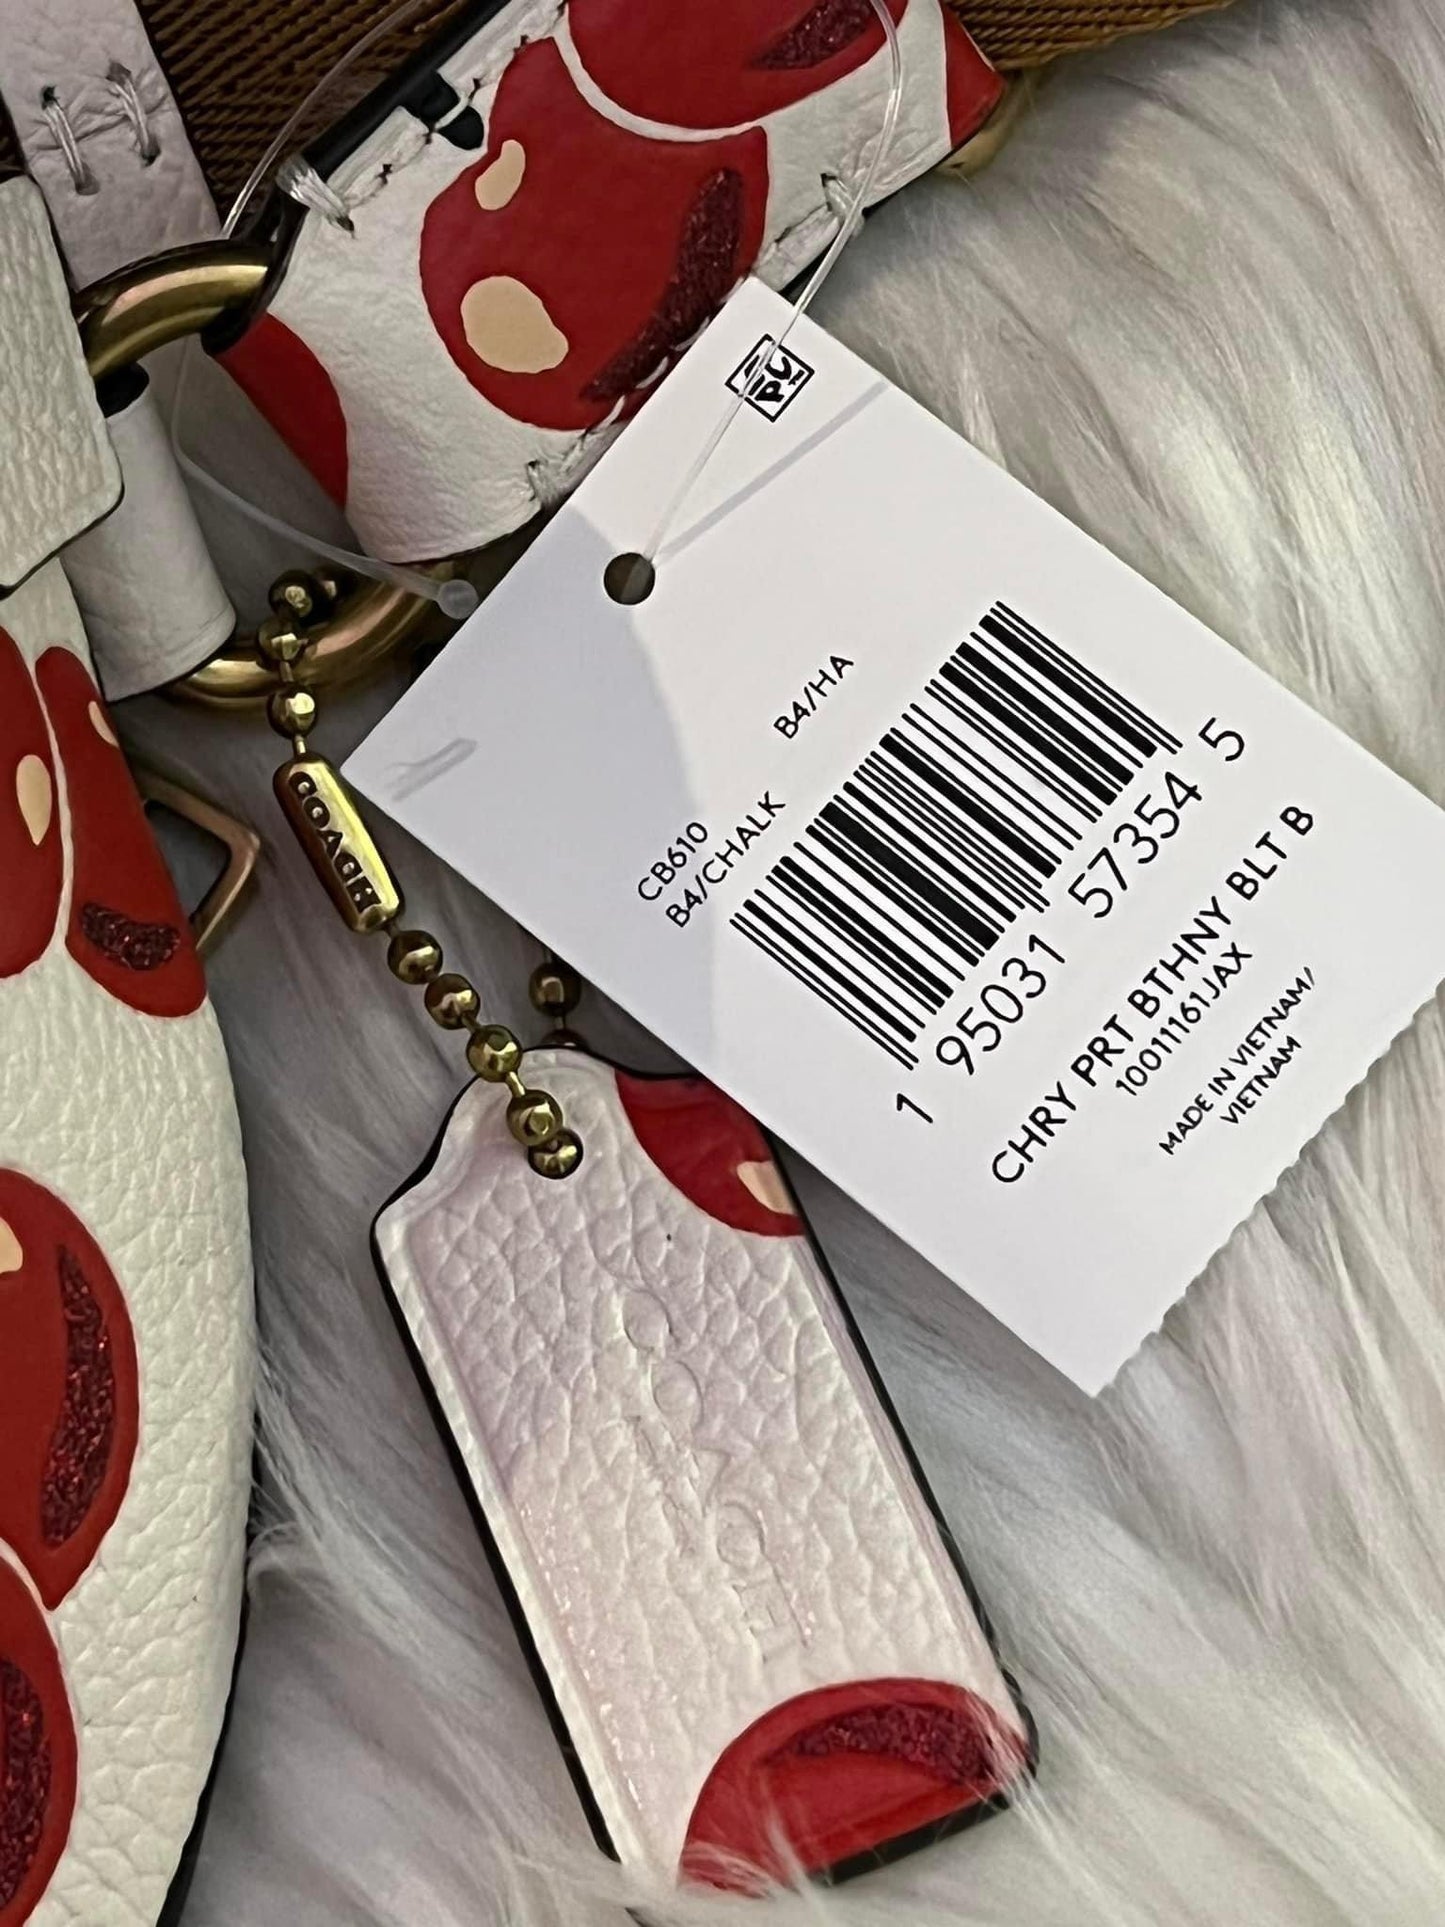 COACH
COACH
CB610
B4/CHALK
B4/HA
1 95031 57354 5
CHRY PRT BTHNY BLT B
10011161JAX
MADE IN VIETNAM/
VIETNAM